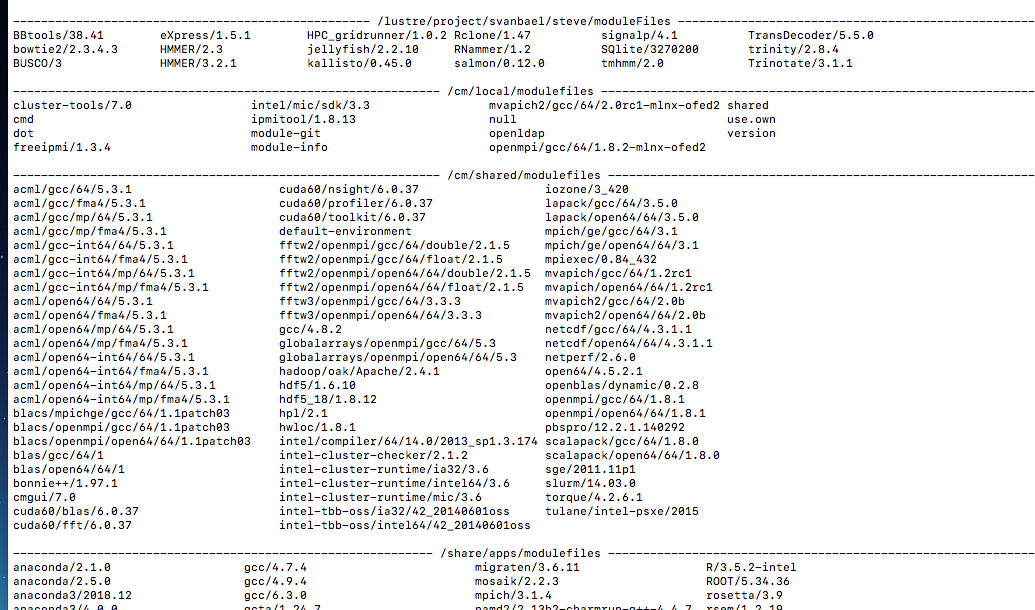 /lustre/project/svanbael/steve/moduleFiles
BBtools/38.41 eXpress/1.5.1 HPC_gridrunner/1.0.2 Rclone/1.47 signalp/4.1 TransDecoder/5.5.0
bowtie2/2.3.4.3 HMMER/2.3 jellyfish/2.2.10 RNammer/1.2 SQlite/3270200 trinity/2.8.4
BUSCO/3 HMMER/3.2.1 kallisto/0.45.0 salmon/0.12.0 tmhmm/2.0 Trinotate/3.1.1
/cm/local/modulefiles
cluster-tools/7.0 intel/mic/sdk/3.3 mvapich2/gcc/64/2.0rc1-mlnx-ofed2 shared
cmd ipmitool/1.8.13 null use.own
dot module-git openldap version
freeipmi/1.3.4 module-info openmpi/gcc/64/1.8.2-mlnx-ofed2
/cm/shared/modulefiles
acml/gcc/64/5.3.1 cuda60/nsight/6.0.37 iozone/3_420
acml/gcc/fma4/5.3.1 cuda60/profiler/6.0.37 lapack/gcc/64/3.5.0
acml/gcc/mp/64/5.3.1 cuda60/toolkit/6.0.37 lapack/open64/64/3.5.0
acml/gcc/mp/fma4/5.3.1 default-environment mpich/ge/gcc/64/3.1
acml/gcc-int64/64/5.3.1 fftw2/openmpi/gcc/64/double/2.1.5 mpich/ge/open64/64/3.1
acml/gcc-int64/fma4/5.3.1 fftw2/openmpi/gcc/64/float/2.1.5 mpiexec/0.84_432
acml/gcc-int64/mp/64/5.3.1 fftw2/openmpi/open64/64/double/2.1.5 mvapich/gcc/64/1.2rc1
acml/gcc-int64/mp/fma4/5.3.1 fftw2/openmpi/open64/64/float/2.1.5 mvapich/open64/64/1.2rc1
acml/open64/64/5.3.1 fftw3/openmpi/gcc/64/3.3.3 mvapich2/gcc/64/2.0b
acml/open64/fma4/5.3.1 fftw3/openmpi/open64/64/3.3.3 mvapich2/open64/64/2.0b
acml/open64/mp/64/5.3.1 gcc/4.8.2 netcdf/gcc/64/4.3.1.1
acml/open64/mp/fma4/5.3.1 globalarrays/openmpi/gcc/64/5.3 netcdf/open64/64/4.3.1.1
acml/open64-int64/64/5.3.1 globalarrays/openmpi/open64/64/5.3 netperf/2.6.0
acml/open64-int64/fma4/5.3.1 hadoop/oak/Apache/2.4.1 open64/4.5.2.1
acml/open64-int64/mp/64/5.3.1 hdf5/1.6.10 openblas/dynamic/0.2.8
acml/open64-int64/mp/fma4/5.3.1 hdf5_18/1.8.12 openmpi/gcc/64/1.8.1
blacs/mpichge/gcc/64/1.1patch03 hpl/2.1 openmpi/open64/64/1.8.1
blacs/openmpi/gcc/64/1.1patch03 hwloc/1.8.1 pbspro/12.2.1.140292
blacs/openmpi/open64/64/1.1patch03 intel/compiler/64/14.0/2013_sp1.3.174 scalapack/gcc/64/1.8.0
blas/gcc/64/1 intel-cluster-checker/2.1.2 scalapack/open64/64/1.8.0
blas/open64/64/1 intel-cluster-runtime/ia32/3.6 sge/2011.11p1
bonnie++/1.97.1 intel-cluster-runtime/intel64/3.6 slurm/14.03.0
cmgui/7.0 intel-cluster-runtime/mic/3.6 torque/4.2.6.1
cuda60/blas/6.0.37 intel-tbb-oss/ia32/42_20140601oss tulane/intel-psxe/2015
cuda60/fft/6.0.37 intel-tbb-oss/intel64/42_20140601oss
/share/apps/modulefiles
anaconda/2.1.0 gcc/4.7.4 migraten/3.6.11 R/3.5.2-intel
anaconda/2.5.0 gcc/4.9.4 mosaik/2.2.3 ROOT/5.34.36
anaconda3/2018.12 gcc/6.3.0 mpich/3.1.4 rosetta/3.9
anaconda3/4.0.0 gcta/1.24.7 namd2/2.13b2-charmrun-g++-4.4.7 rsem/1.2.19